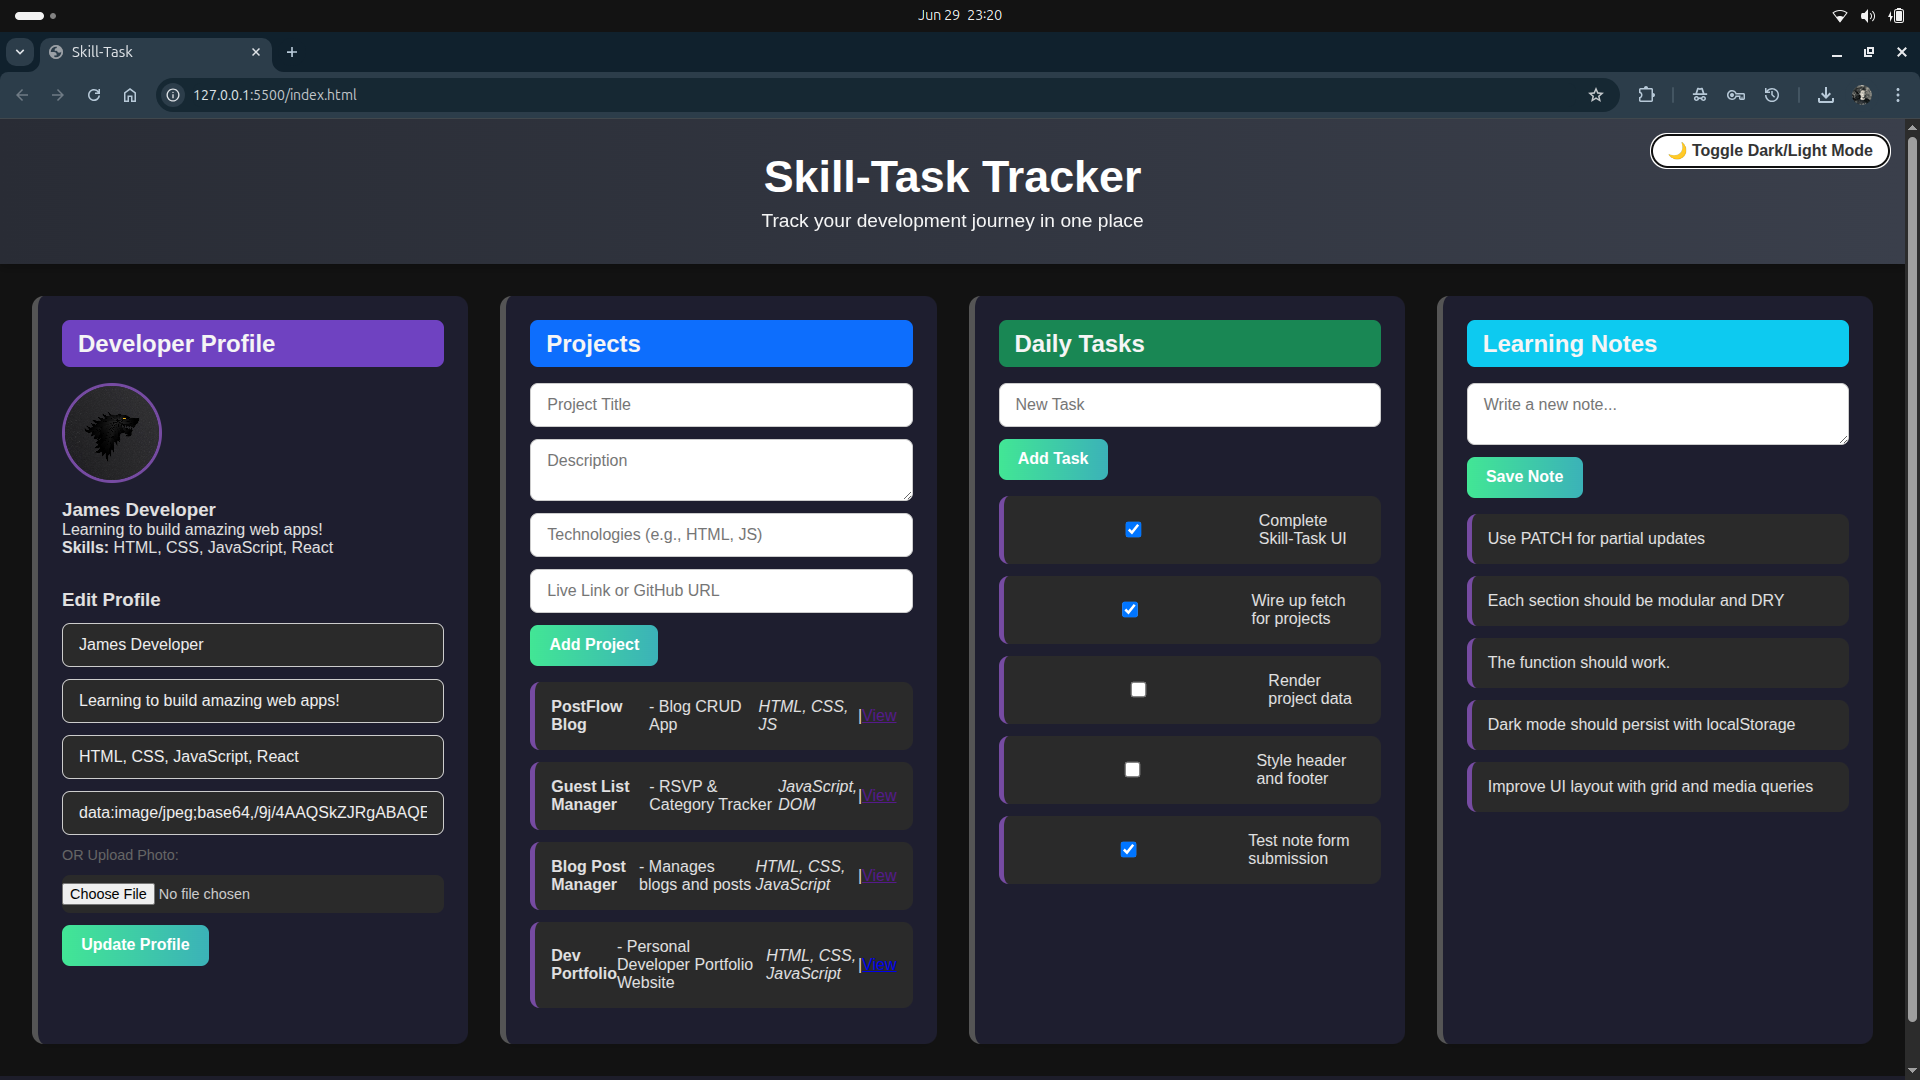 Jun 29 23:20
Skill-Task
127.0.0.1:5500/index.html
🌙 Toggle Dark/Light Mode
Skill-Task Tracker
Track your development journey in one place
Developer Profile
James Developer
Learning to build amazing web apps!
Skills: HTML, CSS, JavaScript, React
Edit Profile
James Developer
Learning to build amazing web apps!
HTML, CSS, JavaScript, React
data:image/jpeg;base64,/9j/4AAQSkZJRgABAQE
OR Upload Photo:
Choose File No file chosen
Update Profile
Projects
Project Title
Description
Technologies (e.g., HTML, JS)
Live Link or GitHub URL
Add Project
PostFlow Blog - Blog CRUD App HTML, CSS, JS |View
Guest List Manager - RSVP & Category Tracker JavaScript, DOM |View
Blog Post Manager - Manages blogs and posts HTML, CSS, JavaScript |View
Dev Portfolio - Personal Developer Portfolio Website HTML, CSS, JavaScript |View
Daily Tasks
New Task
Add Task
Complete
Skill-Task UI
Wire up fetch
for projects
Render
project data
Style header
and footer
Test note form
submission
Learning Notes
Write a new note...
Save Note
Use PATCH for partial updates
Each section should be modular and DRY
The function should work.
Dark mode should persist with localStorage
Improve UI layout with grid and media queries